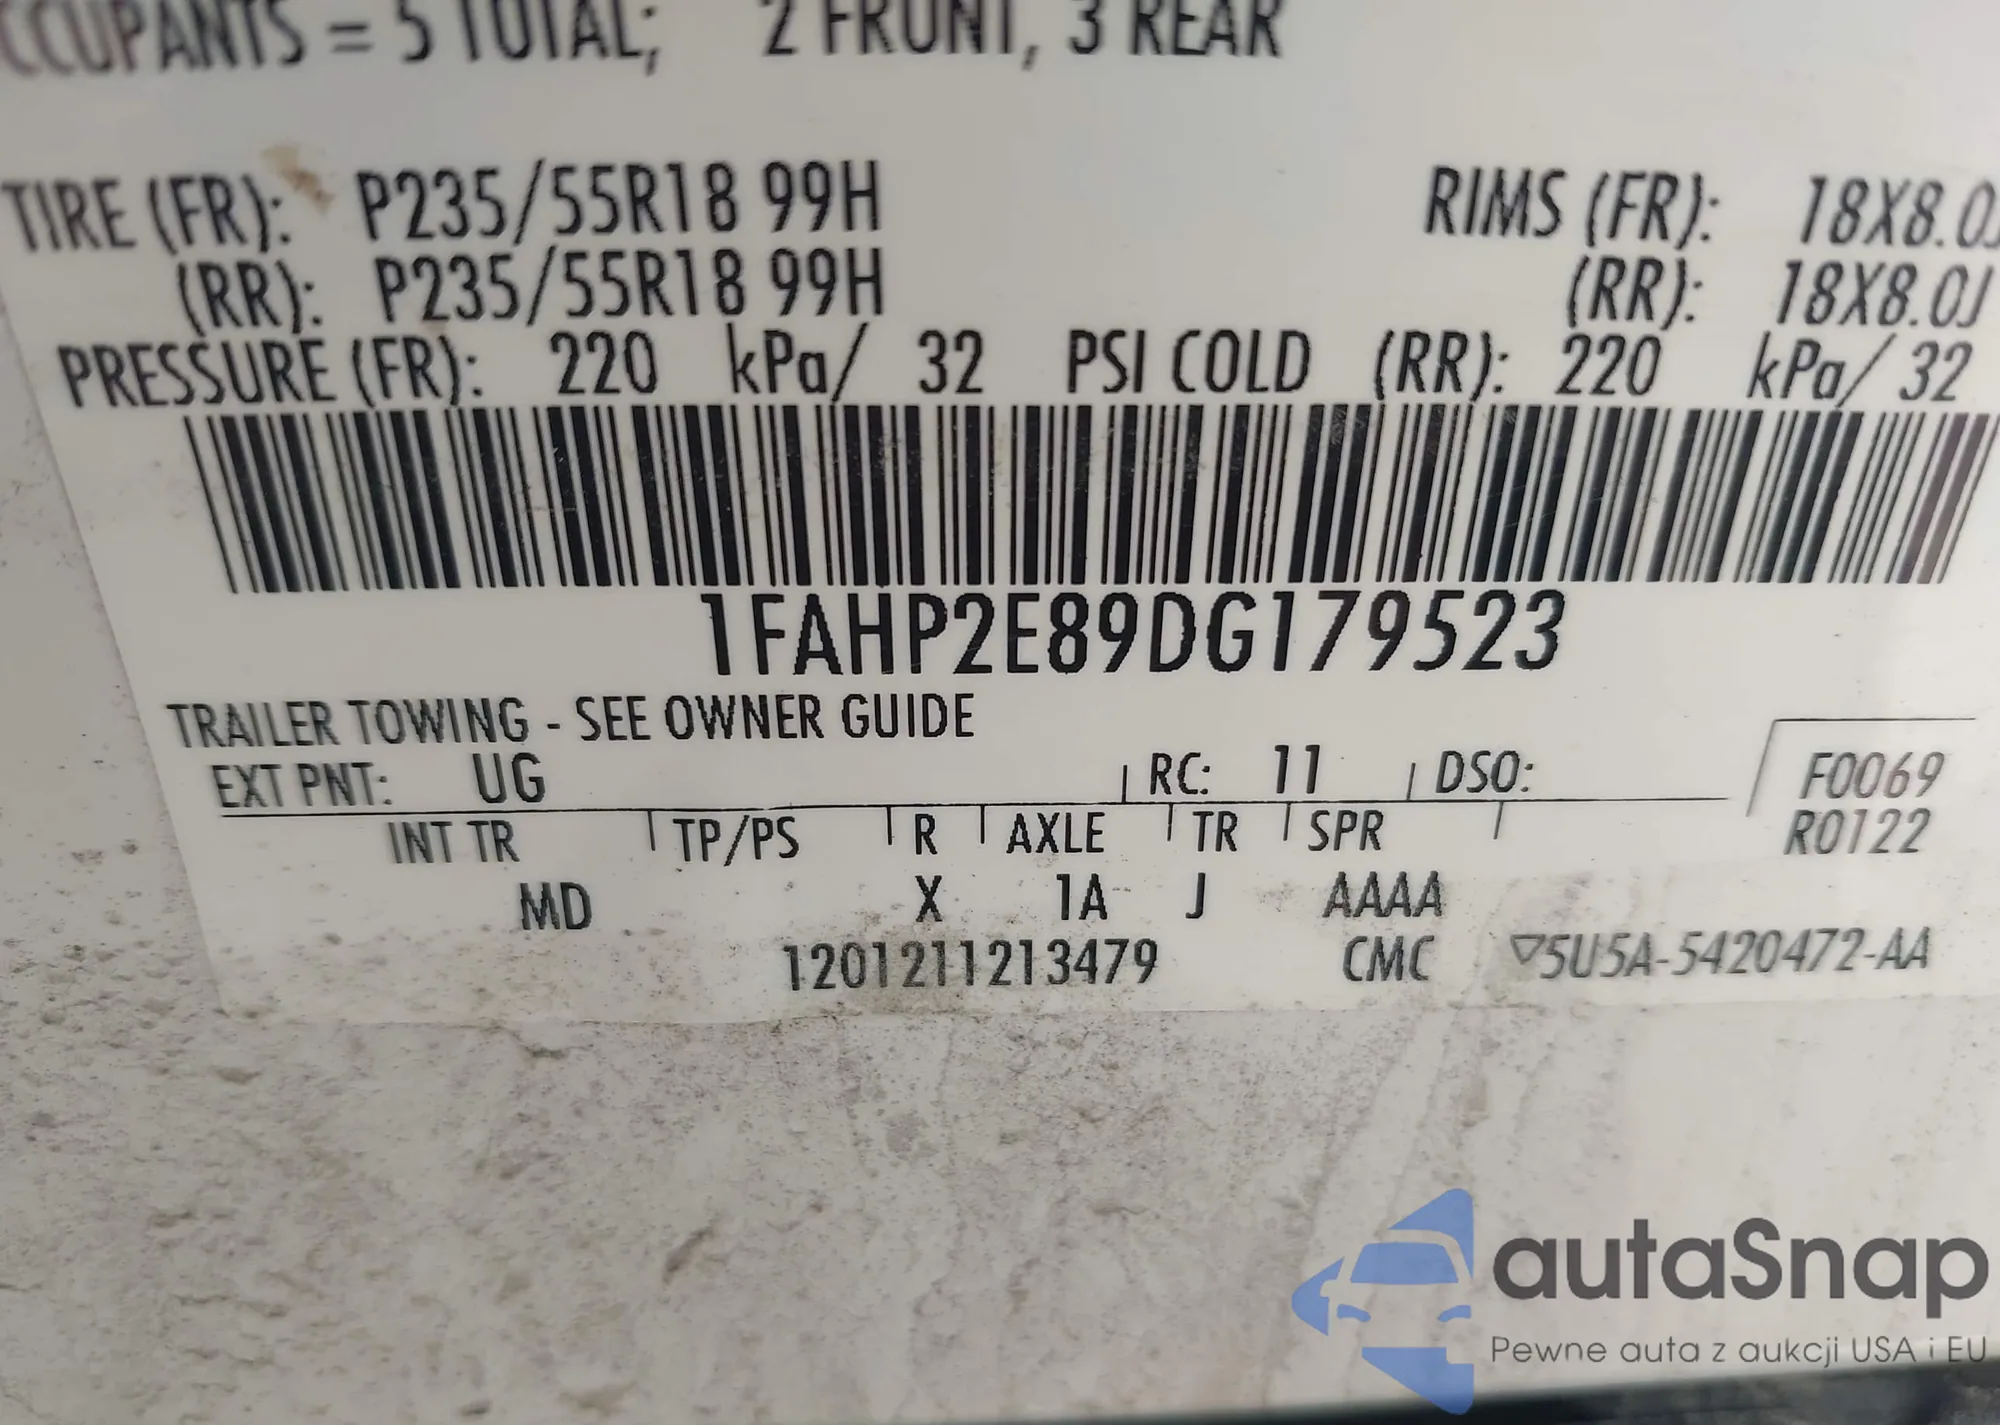 CCUPANTS = 5 TOTAL; 2 FRONT, 3 REAR
TIRE (FR): P235/55R18 99H RIMS (FR): 18X8.0J
(RR): P235/55R18 99H (RR): 18X8.0J
PRESSURE (FR): 220 kPa/ 32 PSI COLD (RR): 220 kPa/ 32
1FAHP2E89DG179523
TRAILER TOWING - SEE OWNER GUIDE
EXT PNT: UG RC: 11 DSO: F0069
INT TR TP/PS R AXLE TR SPR R0122
MD X 1A J AAAA
1201211213479 CMC ▽5U5A-5420472-AA
autaSnap
Pewne auta z aukcji USA i EU